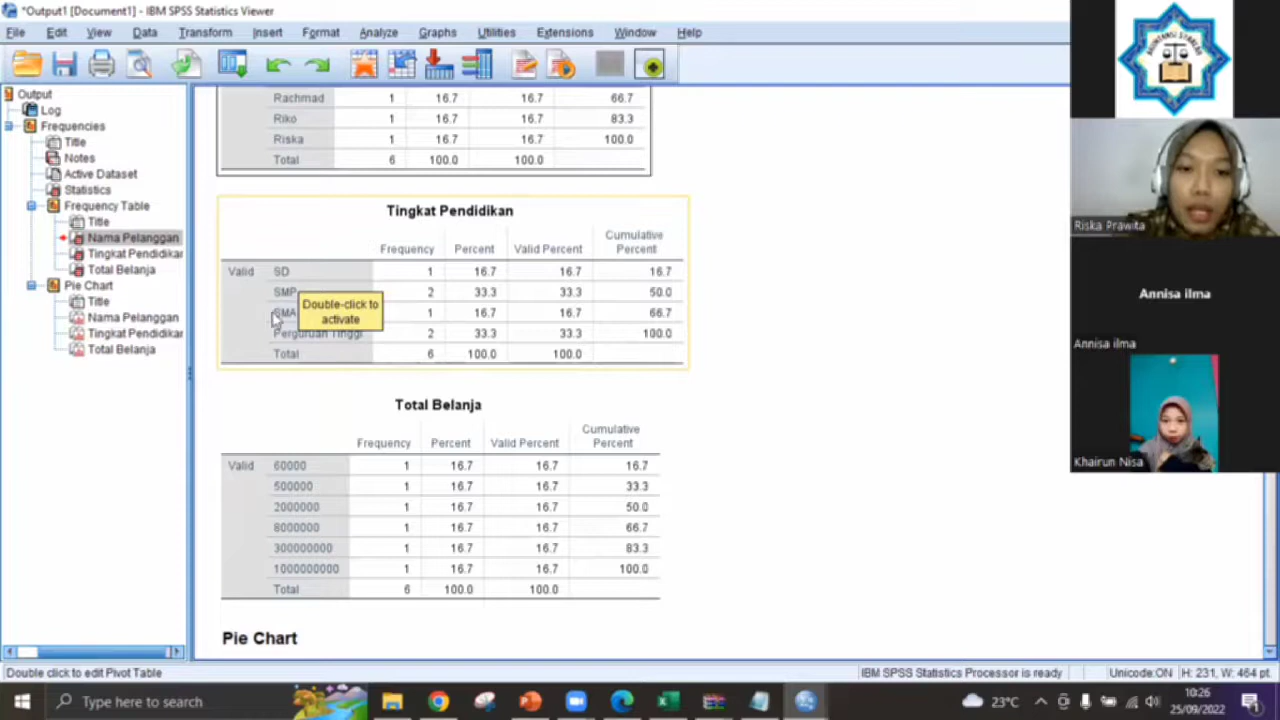 *Output1 [Document1] - IBM SPSS Statistics Viewer
File Edit View Data Transform Insert Format Analyze Graphs Utilities Extensions Window Help
Output
Log
Frequencies
Title
Notes
Active Dataset
Statistics
Frequency Table
Title
Nama Pelanggan
Tingkat Pendidikan
Total Belanja
Pie Chart
Title
Nama Pelanggan
Tingkat Pendidikan
Total Belanja
Rachmad 1 16.7 16.7 66.7
Riko 1 16.7 16.7 83.3
Riska 1 16.7 16.7 100.0
Total 6 100.0 100.0
Tingkat Pendidikan
Frequency Percent Valid Percent Cumulative Percent
Valid SD 1 16.7 16.7 16.7
SMP 2 33.3 33.3 50.0
SMA 1 16.7 16.7 66.7
Perguruan Tinggi 2 33.3 33.3 100.0
Total 6 100.0 100.0
Double-click to
activate
Total Belanja
Frequency Percent Valid Percent Cumulative Percent
Valid 60000 1 16.7 16.7 16.7
500000 1 16.7 16.7 33.3
2000000 1 16.7 16.7 50.0
8000000 1 16.7 16.7 66.7
300000000 1 16.7 16.7 83.3
1000000000 1 16.7 16.7 100.0
Total 6 100.0 100.0
Pie Chart
AKUNTANSI SYARIAH
Riska Prawita
Annisa ilma
Annisa ilma
Khairun Nisa
Double click to edit Pivot Table
IBM SPSS Statistics Processor is ready
Unicode:ON H: 231, W: 464 pt.
Type here to search
23°C
10:26
25/09/2022